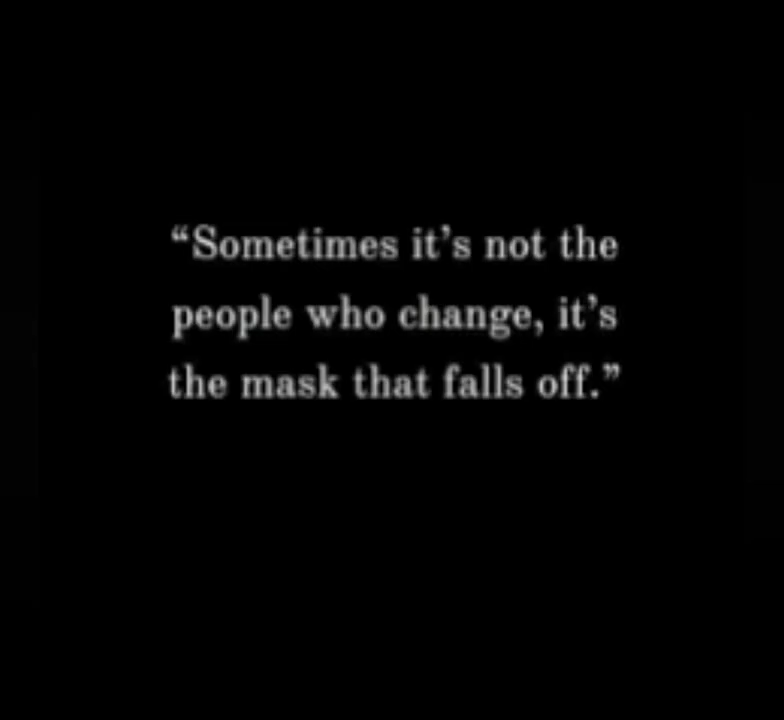 “Sometimes it’s not the
people who change, it’s
the mask that falls off.”